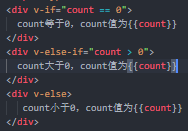 <div v-if="count == 0">
count等于0，count值为{{count}}
</div>
<div v-else-if="count > 0">
count大于0，count值为{{count}}
</div>
<div v-else>
count小于0，count值为{{count}}
</div>